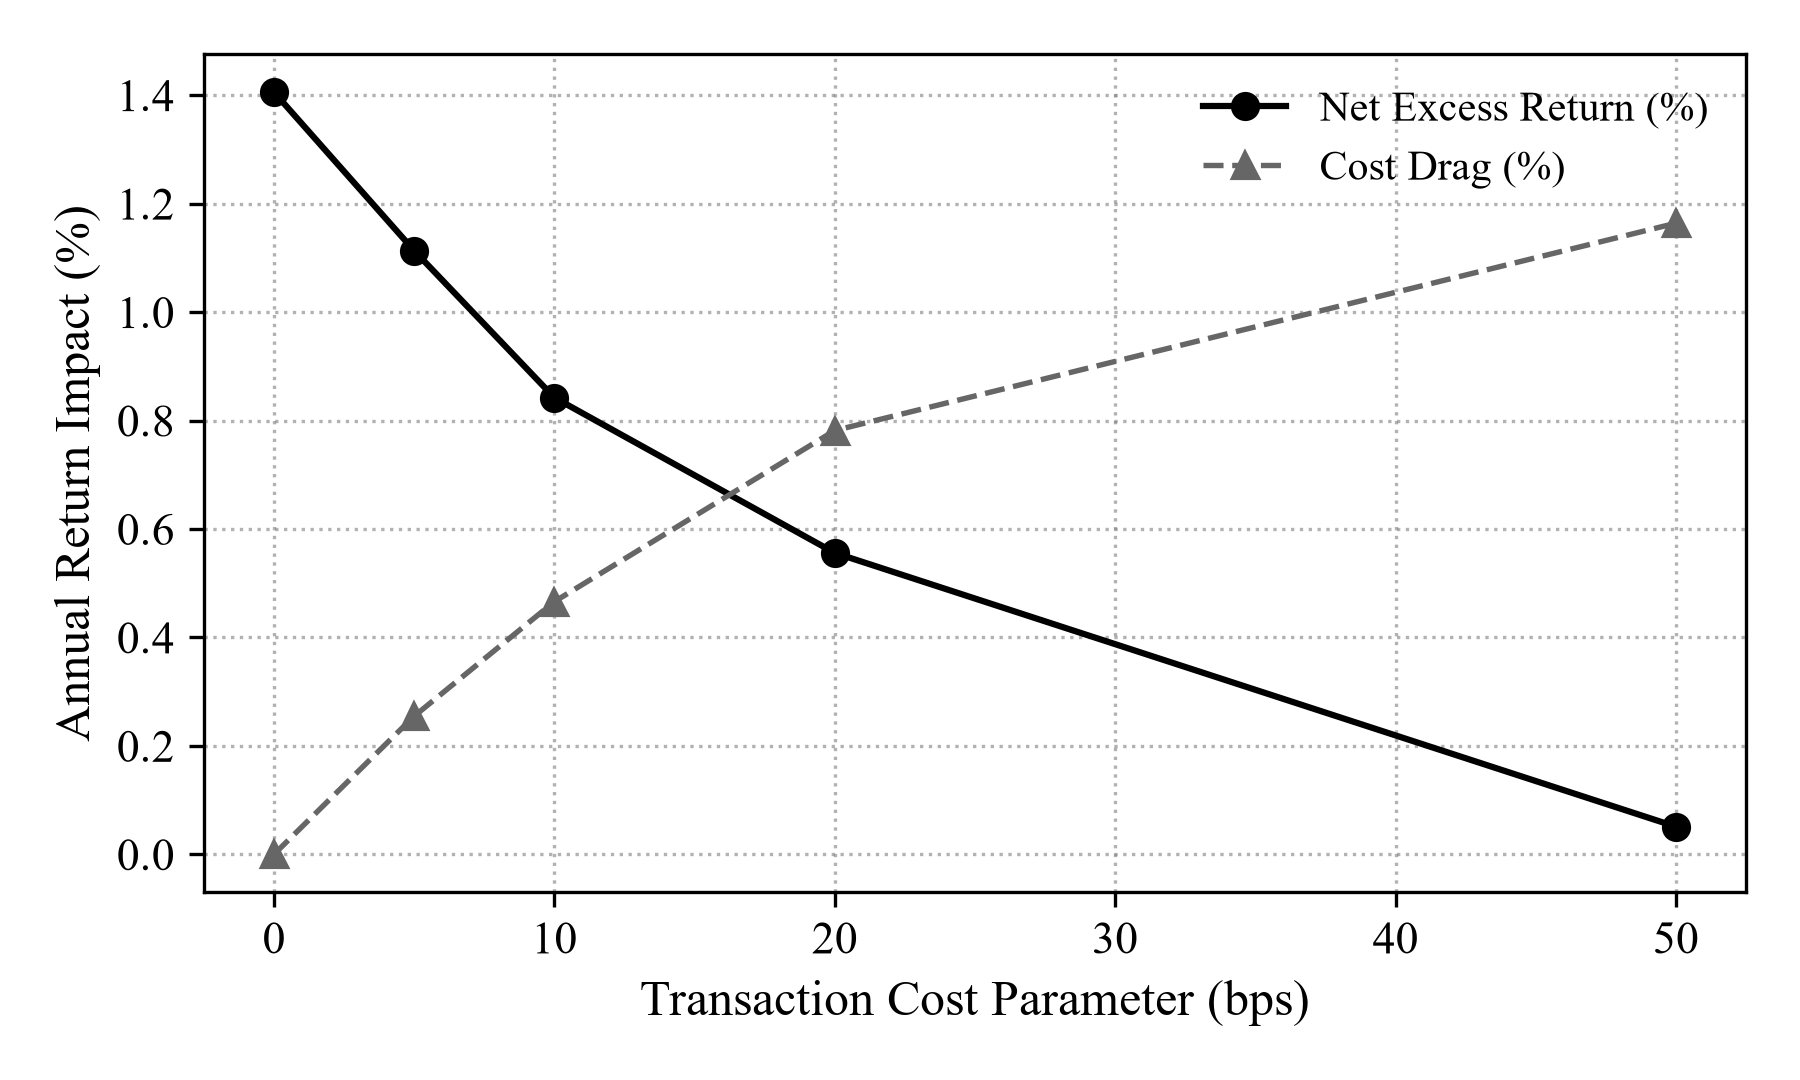 Net Excess Return (%)
Cost Drag (%)
Annual Return Impact (%)
1.4
1.2
1.0
0.8
0.6
0.4
0.2
0.0
0 10 20 30 40 50
Transaction Cost Parameter (bps)